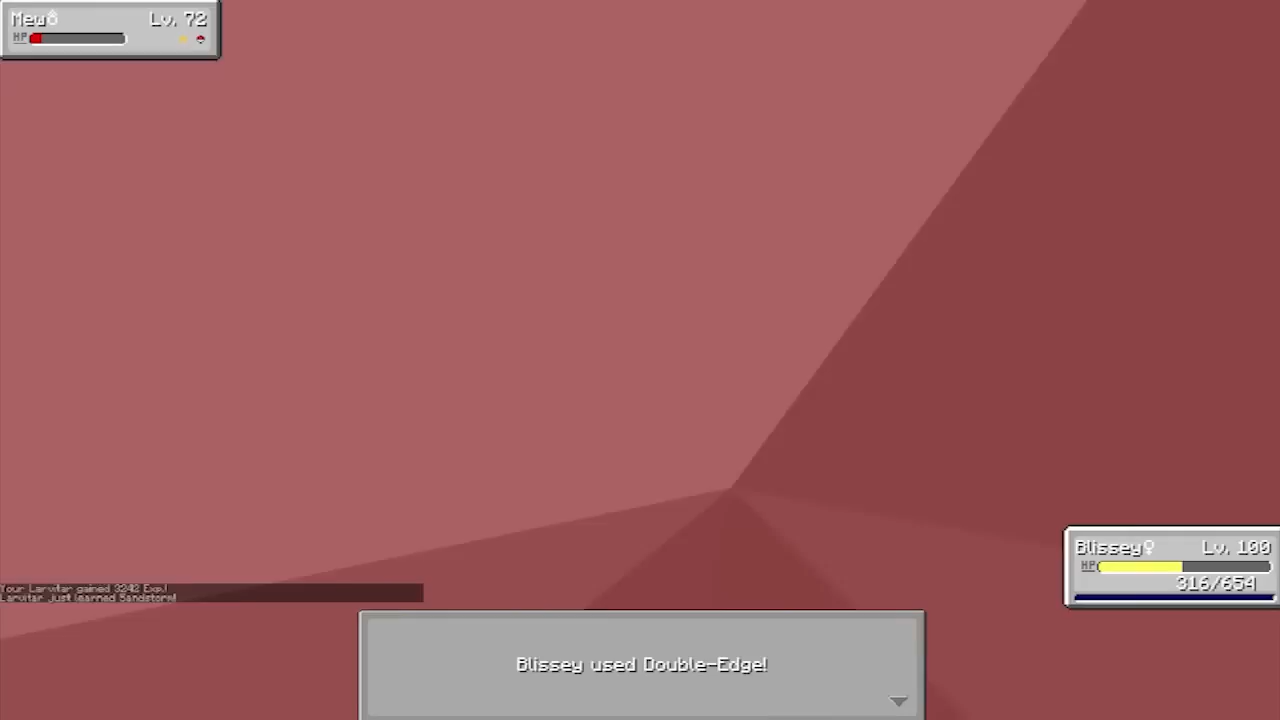 Mew Lv. 72
HP
Your Larvitar gained 3242 Exp.!
Larvitar just learned Sandstorm!
Blissey♀ Lv. 100
HP
316/654
Blissey used Double-Edge!